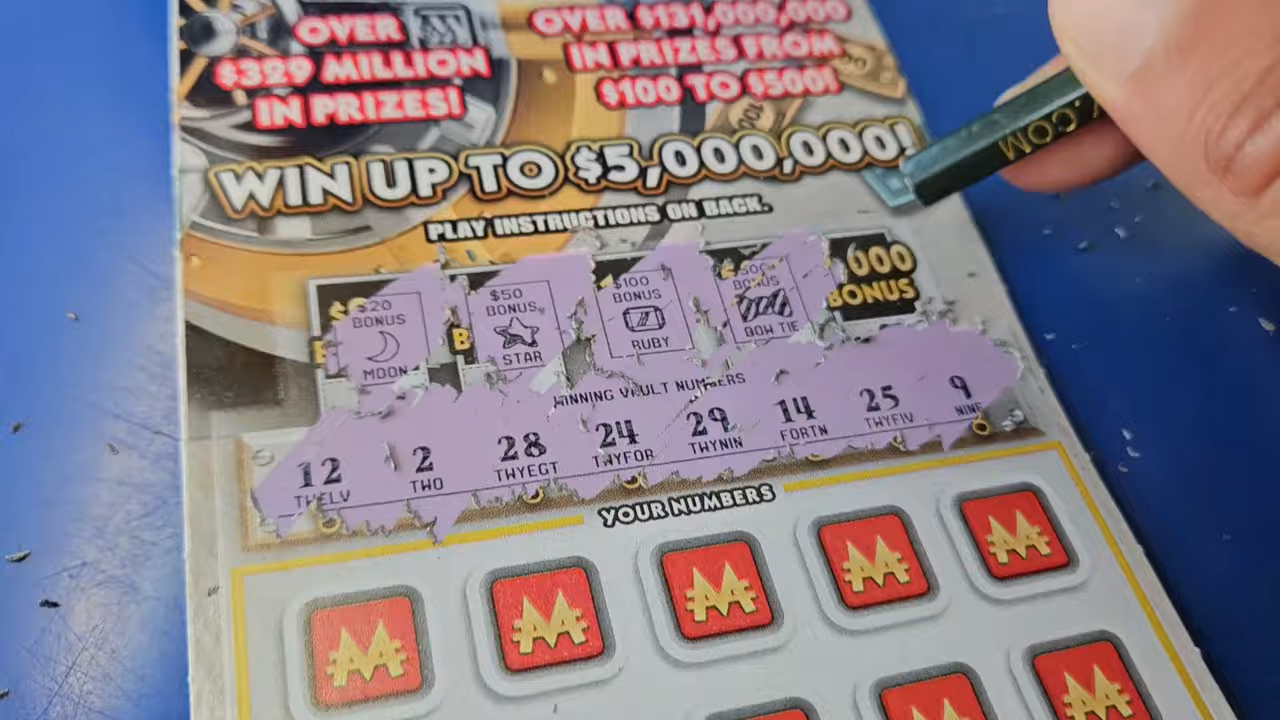 OVER
$329 MILLION
IN PRIZES!
OVER $131,000,000
IN PRIZES FROM
$100 TO $500!
WIN UP TO $5,000,000!
PLAY INSTRUCTIONS ON BACK.
$20
BONUS
MOON
$50
BONUS
STAR
$100
BONUS
RUBY
BONUS
BOW TIE
BONUS
WINNING VAULT NUMBERS
12 2 28 24 29 14 25 9
TWELV TWO TWYEGT TWYFOR TWYNIN FORTN TWYFIV NINE
YOUR NUMBERS
.COM